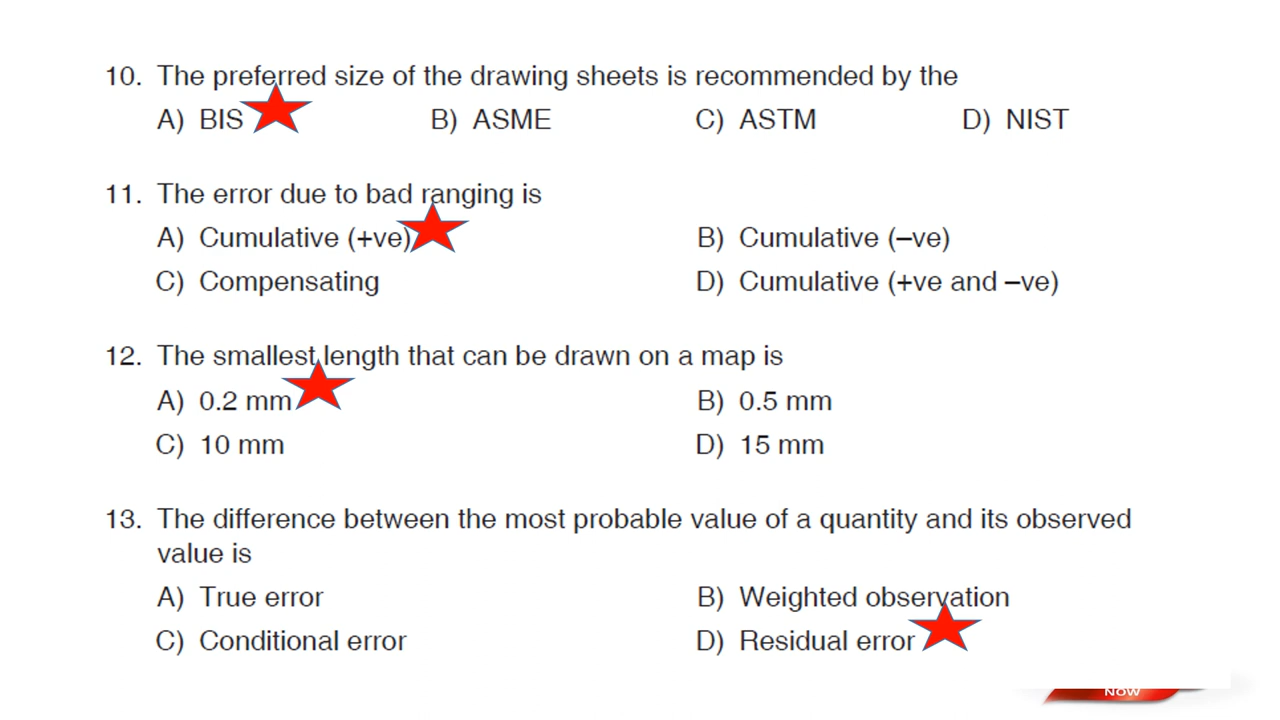 10. The preferred size of the drawing sheets is recommended by the
A) BIS B) ASME C) ASTM D) NIST
11. The error due to bad ranging is
A) Cumulative (+ve) B) Cumulative (–ve)
C) Compensating D) Cumulative (+ve and –ve)
12. The smallest length that can be drawn on a map is
A) 0.2 mm B) 0.5 mm
C) 10 mm D) 15 mm
13. The difference between the most probable value of a quantity and its observed
value is
A) True error B) Weighted observation
C) Conditional error D) Residual error
NOW